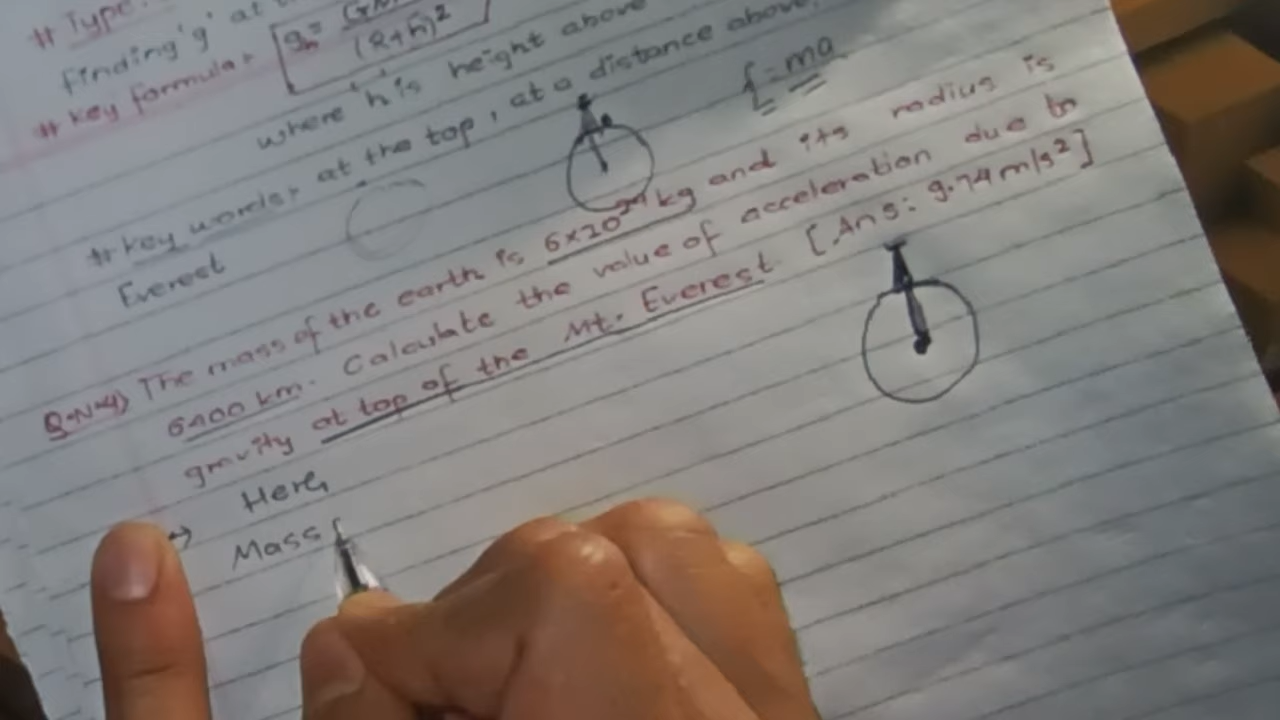 # Type:
finding 'g' at
# Key formula → gₕ = GM/(R+h)²
where 'h' is height above
# Key words → at the top, at a distance above,
Everest
f = ma
Q.N.4) The mass of the earth is 6×20²⁴ kg and its radius is
6400 km. Calculate the value of acceleration due to
gravity at top of the Mt. Everest [Ans: 9.74 m/s²]
→ Here,
Mass